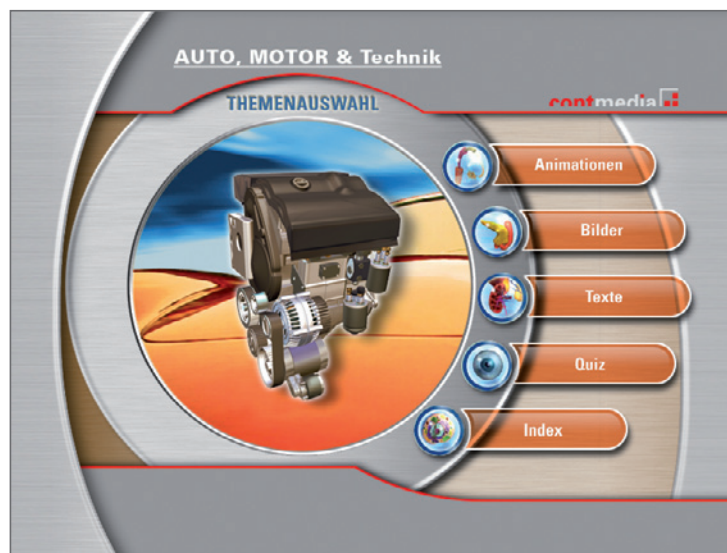 AUTO, MOTOR & Technik
THEMENAUSWAHL
contmedia
Animationen
Bilder
Texte
Quiz
Index